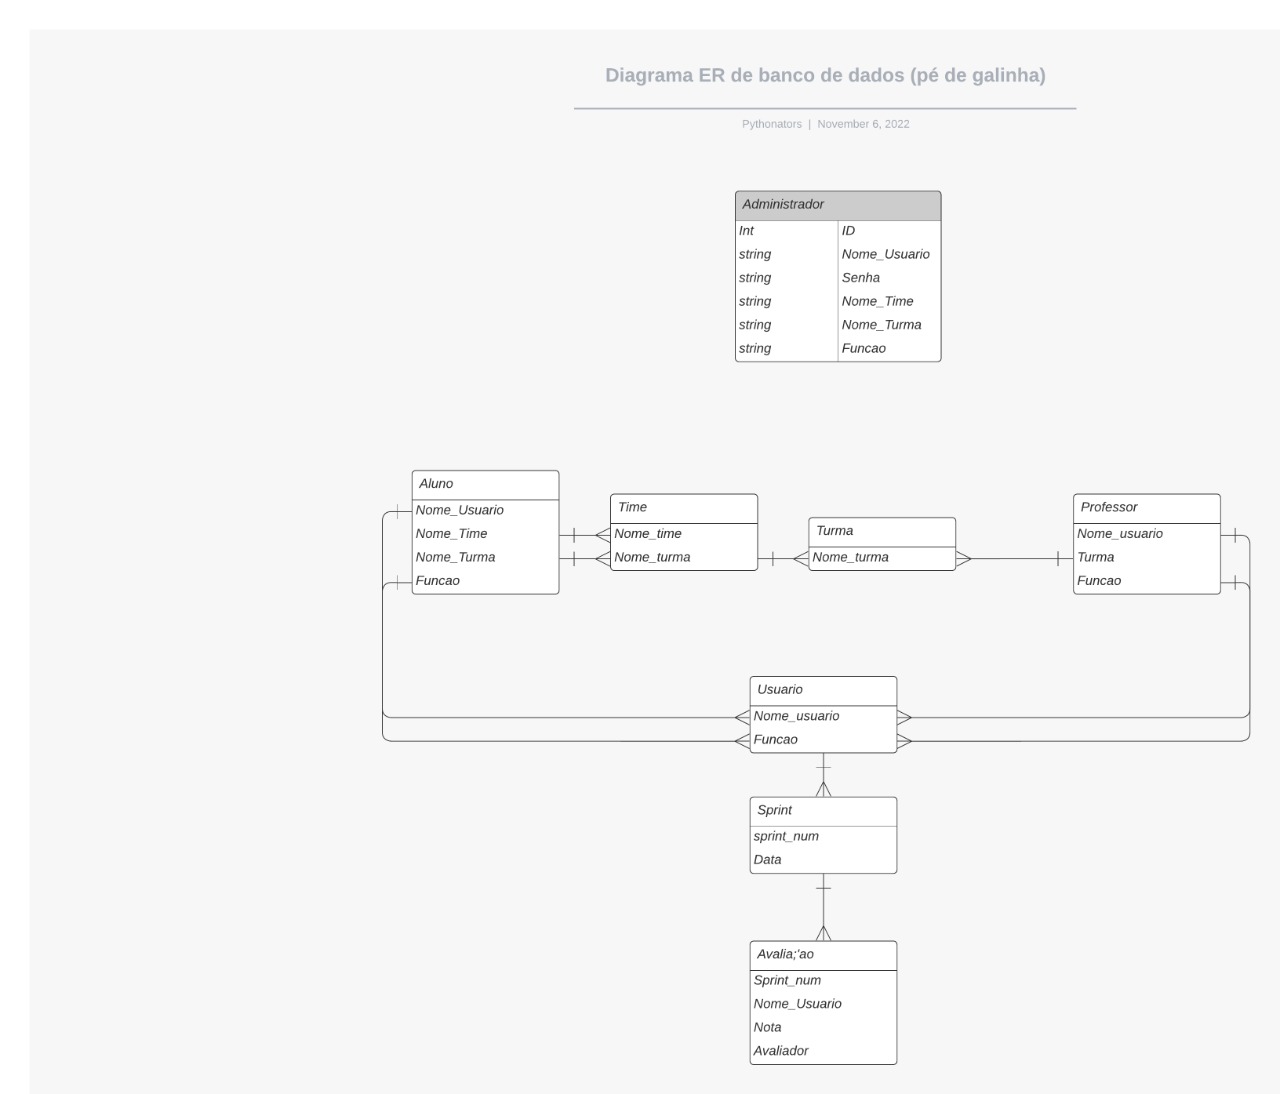 Diagrama ER de banco de dados (pé de galinha)
Pythonators | November 6, 2022
Administrador
Int ID
string Nome_Usuario
string Senha
string Nome_Time
string Nome_Turma
string Funcao
Aluno
Nome_Usuario
Nome_Time
Nome_Turma
Funcao
Time
Nome_time
Nome_turma
Turma
Nome_turma
Professor
Nome_usuario
Turma
Funcao
Usuario
Nome_usuario
Funcao
Sprint
sprint_num
Data
Avalia;'ao
Sprint_num
Nome_Usuario
Nota
Avaliador